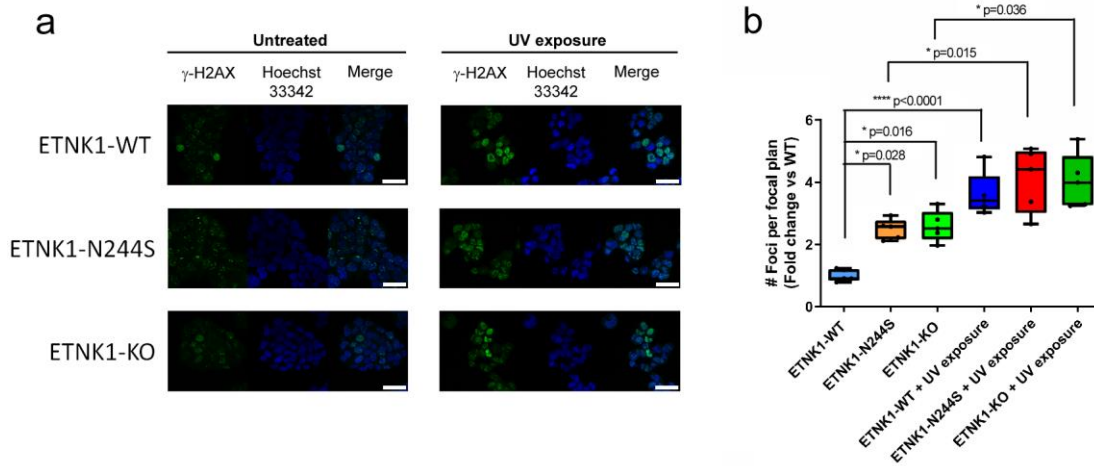 a
Untreated
UV exposure
γ-H2AX
Hoechst
33342
Merge
γ-H2AX
Hoechst
33342
Merge
ETNK1-WT
ETNK1-N244S
ETNK1-KO
b
* p=0.036
* p=0.015
**** p<0.0001
* p=0.016
* p=0.028
# Foci per focal plan
(Fold change vs WT)
6
4
2
0
ETNK1-WT
ETNK1-N244S
ETNK1-KO
ETNK1-WT + UV exposure
ETNK1-N244S + UV exposure
ETNK1-KO + UV exposure